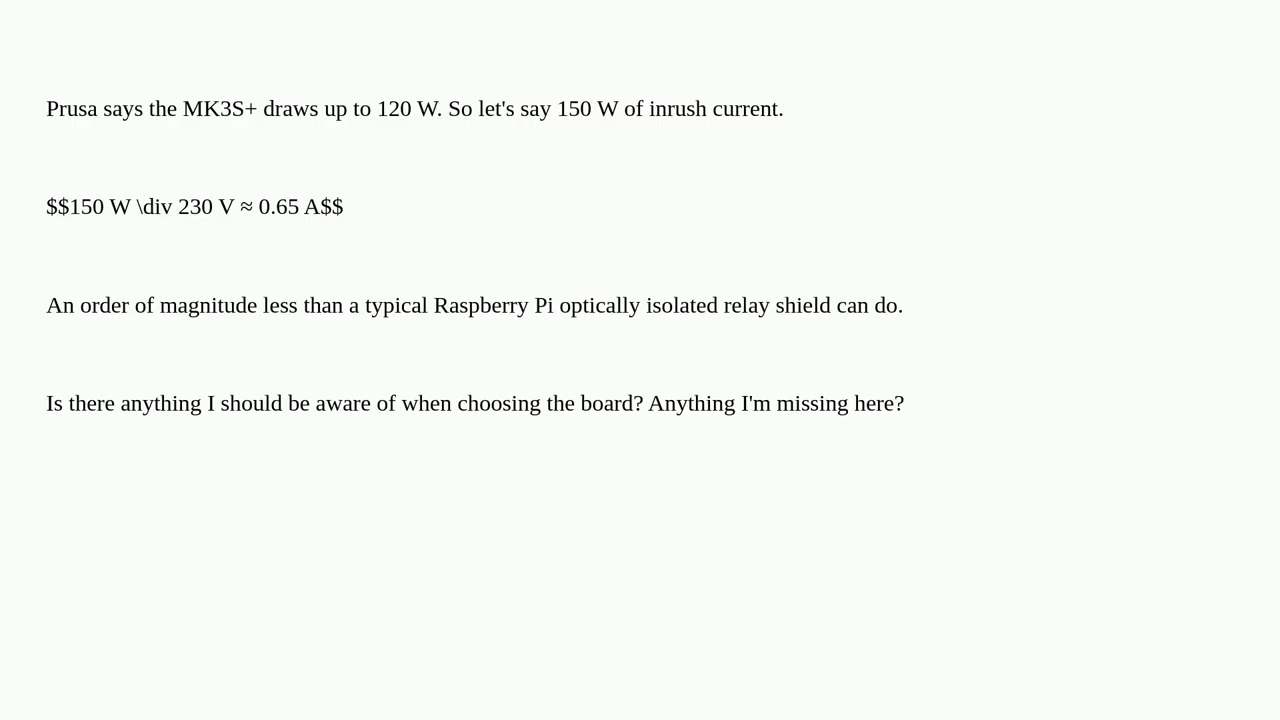 Prusa says the MK3S+ draws up to 120 W. So let's say 150 W of inrush current.
$$150 W \div 230 V ≈ 0.65 A$$
An order of magnitude less than a typical Raspberry Pi optically isolated relay shield can do.
Is there anything I should be aware of when choosing the board? Anything I'm missing here?